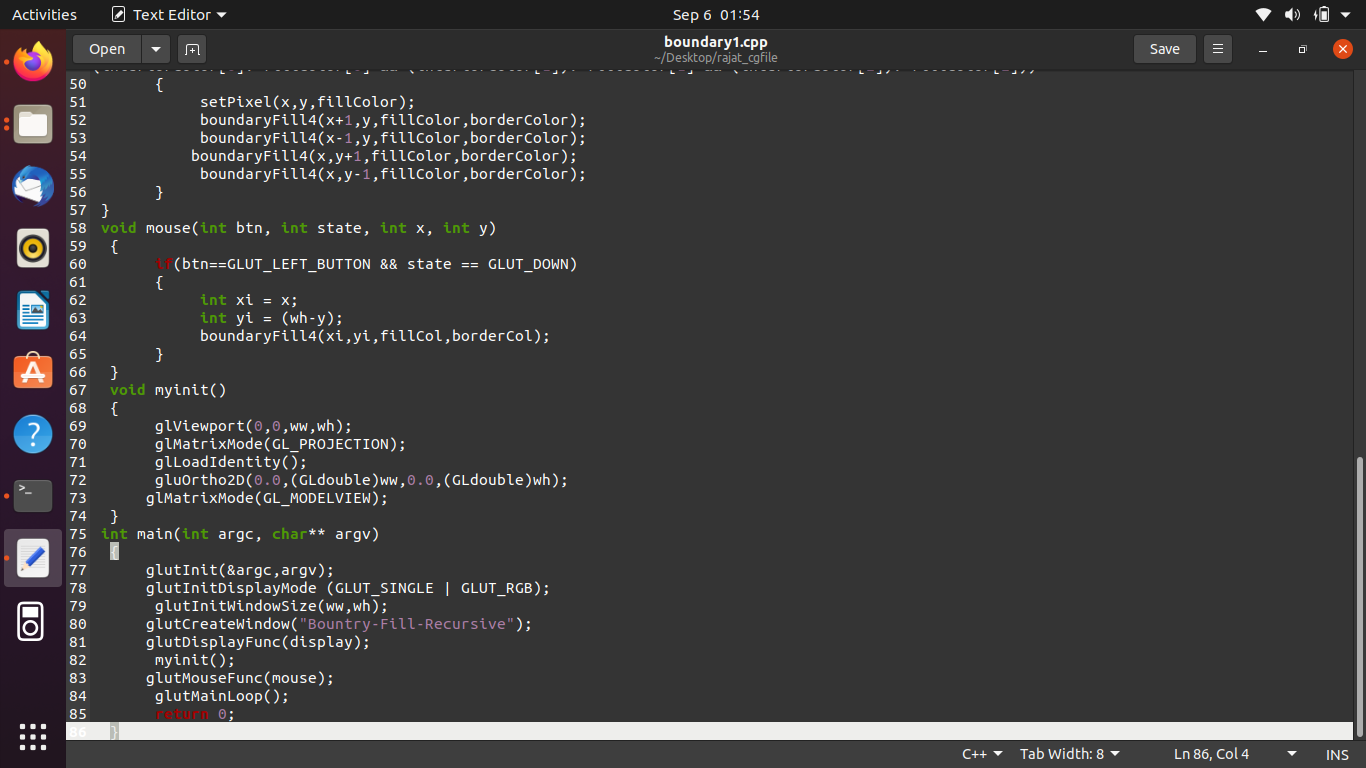 Activities Text Editor Sep 6 01:54
Open boundary1.cpp Save
~/Desktop/rajat_cgfile
50 {
51 setPixel(x,y,fillColor);
52 boundaryFill4(x+1,y,fillColor,borderColor);
53 boundaryFill4(x-1,y,fillColor,borderColor);
54 boundaryFill4(x,y+1,fillColor,borderColor);
55 boundaryFill4(x,y-1,fillColor,borderColor);
56 }
57 }
58 void mouse(int btn, int state, int x, int y)
59 {
60 if(btn==GLUT_LEFT_BUTTON && state == GLUT_DOWN)
61 {
62 int xi = x;
63 int yi = (wh-y);
64 boundaryFill4(xi,yi,fillCol,borderCol);
65 }
66 }
67 void myinit()
68 {
69 glViewport(0,0,ww,wh);
70 glMatrixMode(GL_PROJECTION);
71 glLoadIdentity();
72 gluOrtho2D(0.0,(GLdouble)ww,0.0,(GLdouble)wh);
73 glMatrixMode(GL_MODELVIEW);
74 }
75 int main(int argc, char** argv)
76 {
77 glutInit(&argc,argv);
78 glutInitDisplayMode (GLUT_SINGLE | GLUT_RGB);
79 glutInitWindowSize(ww,wh);
80 glutCreateWindow("Bountry-Fill-Recursive");
81 glutDisplayFunc(display);
82 myinit();
83 glutMouseFunc(mouse);
84 glutMainLoop();
85 return 0;
86 }
C++ Tab Width: 8 Ln 86, Col 4 INS